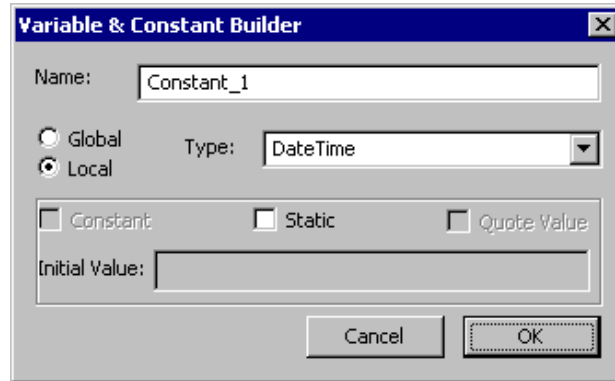 Variable & Constant Builder
Name: Constant_1
Global
Type: DateTime
Local
Constant Static Quote Value
Initial Value:
Cancel OK